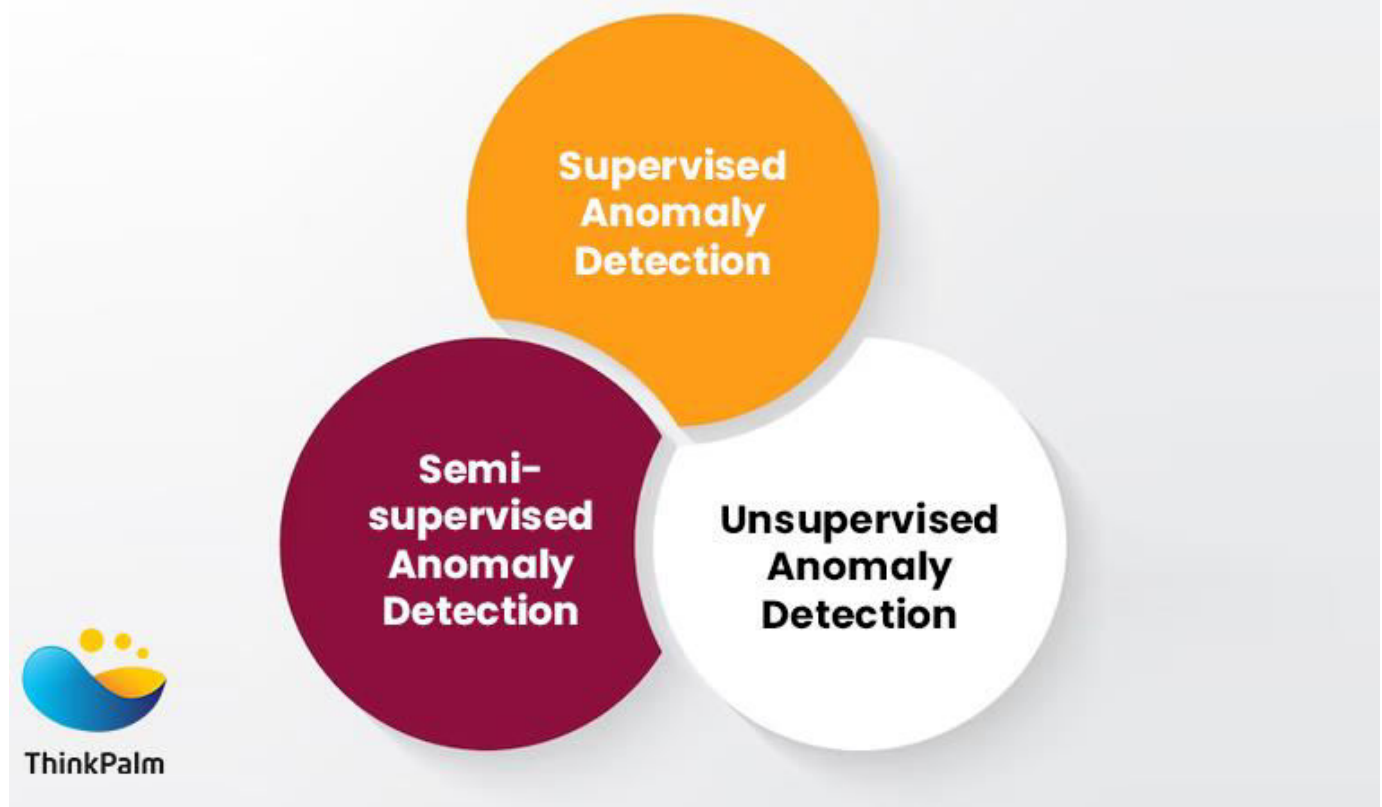 Supervised
Anomaly
Detection
Semi-
supervised
Anomaly
Detection
Unsupervised
Anomaly
Detection
ThinkPalm